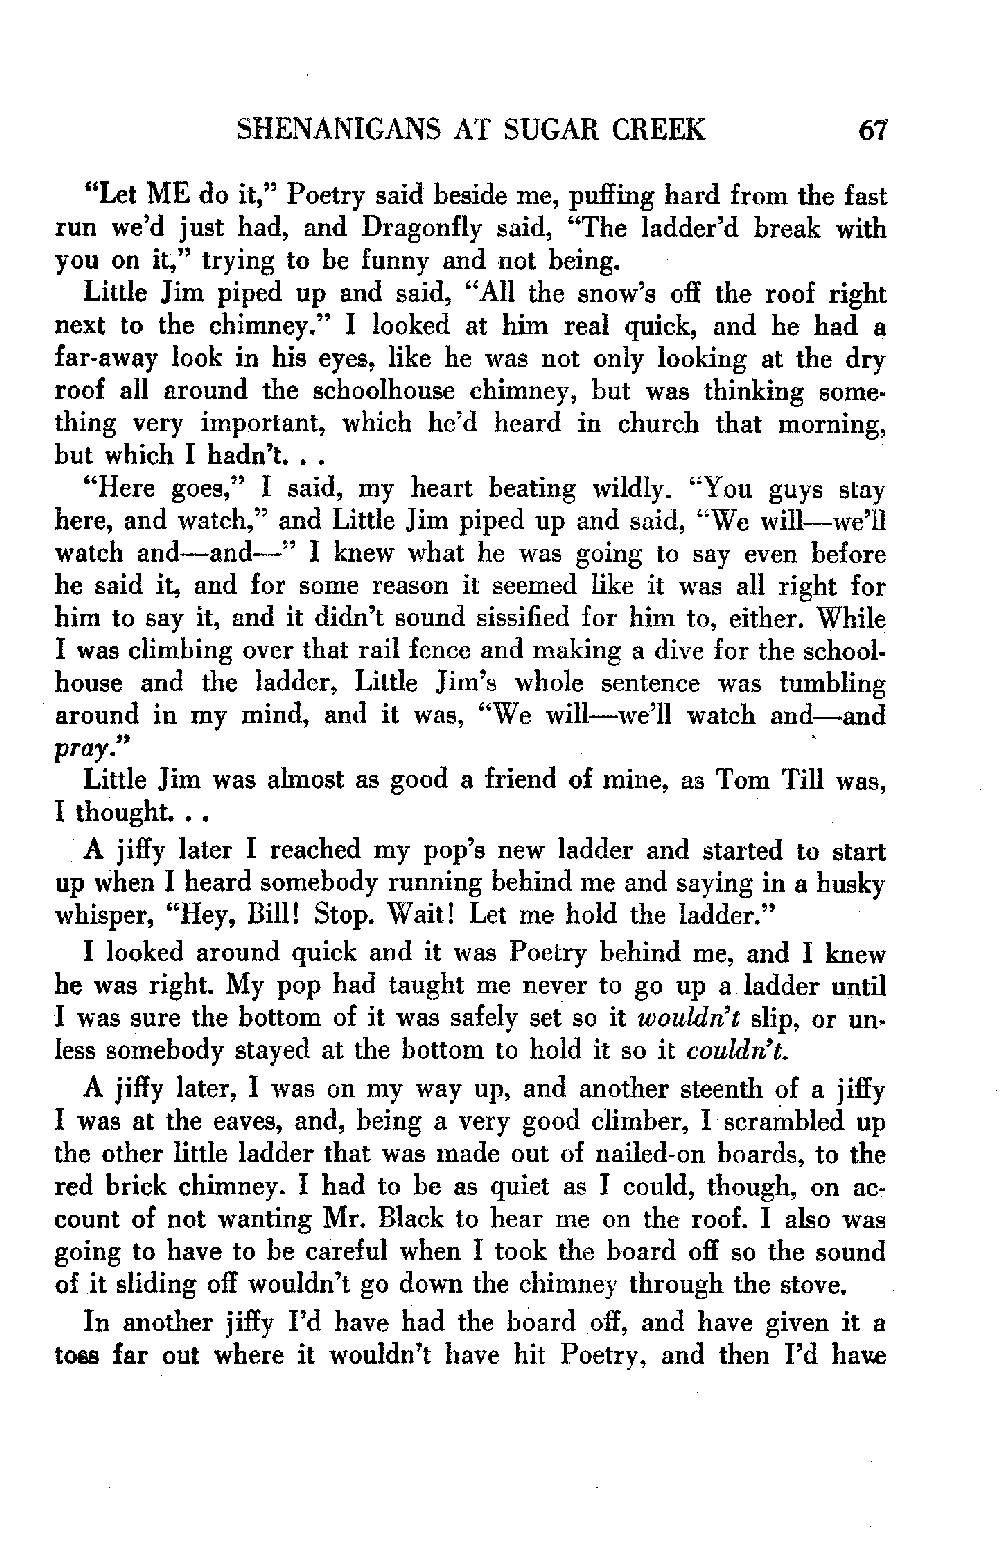 SHENANIGANS AT SUGAR CREEK 67
“Let ME do it,” Poetry said beside me, puffing hard from the fast
run we’d just had, and Dragonfly said, “The ladder’d break with
you on it,” trying to be funny and not being.
Little Jim piped up and said, “All the snow’s off the roof right
next to the chimney.” I looked at him real quick, and he had a
far-away look in his eyes, like he was not only looking at the dry
roof all around the schoolhouse chimney, but was thinking some-
thing very important, which he’d heard in church that morning,
but which I hadn’t. . .
“Here goes,” I said, my heart beating wildly. “You guys stay
here, and watch,” and Little Jim piped up and said, “We will—we’ll
watch and—and—” I knew what he was going to say even before
he said it, and for some reason it seemed like it was all right for
him to say it, and it didn’t sound sissified for him to, either. While
I was climbing over that rail fence and making a dive for the school-
house and the ladder, Little Jim’s whole sentence was tumbling
around in my mind, and it was, “We will—we’ll watch and—and
pray.”
Little Jim was almost as good a friend of mine, as Tom Till was,
I thought. . .
A jiffy later I reached my pop’s new ladder and started to start
up when I heard somebody running behind me and saying in a husky
whisper, “Hey, Bill! Stop. Wait! Let me hold the ladder.”
I looked around quick and it was Poetry behind me, and I knew
he was right. My pop had taught me never to go up a ladder until
I was sure the bottom of it was safely set so it wouldn’t slip, or un-
less somebody stayed at the bottom to hold it so it couldn’t.
A jiffy later, I was on my way up, and another steenth of a jiffy
I was at the eaves, and, being a very good climber, I scrambled up
the other little ladder that was made out of nailed-on boards, to the
red brick chimney. I had to be as quiet as I could, though, on ac-
count of not wanting Mr. Black to hear me on the roof. I also was
going to have to be careful when I took the board off so the sound
of it sliding off wouldn’t go down the chimney through the stove.
In another jiffy I’d have had the board off, and have given it a
toss far out where it wouldn’t have hit Poetry, and then I’d have